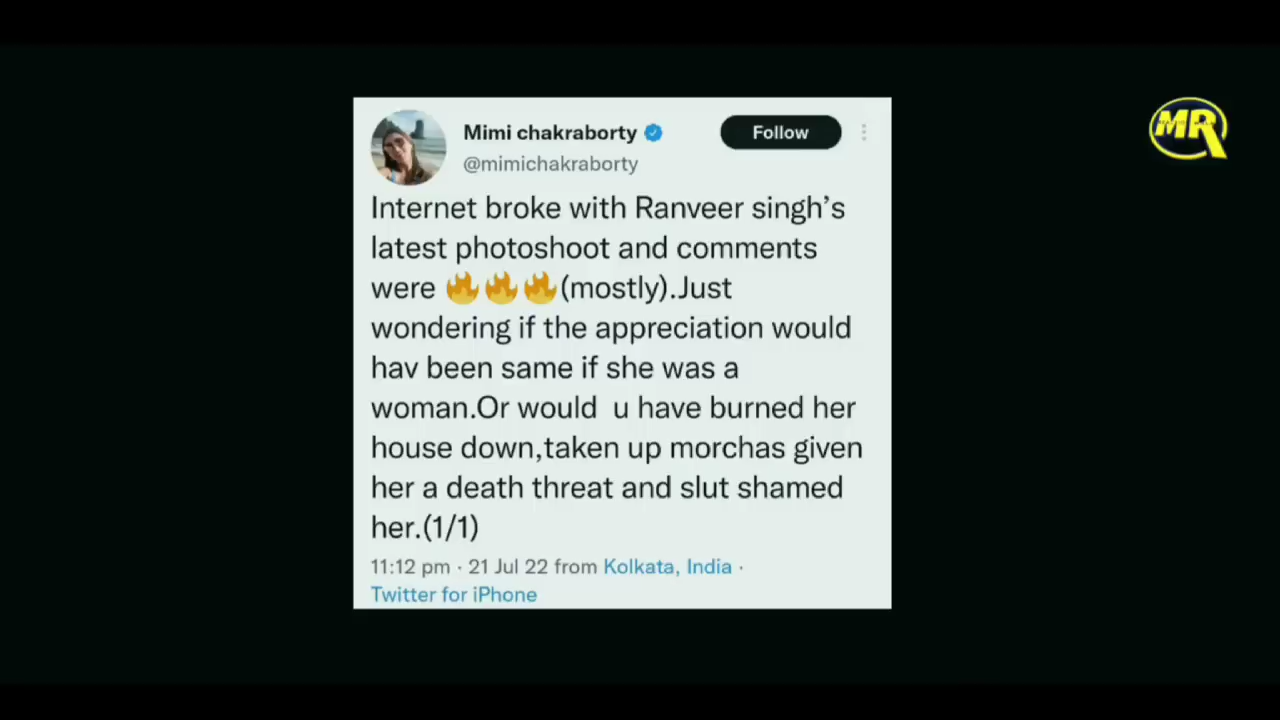 Mimi chakraborty
Follow
@mimichakraborty
Internet broke with Ranveer singh’s
latest photoshoot and comments
were 🔥🔥🔥(mostly).Just
wondering if the appreciation would
hav been same if she was a
woman.Or would  u have burned her
house down,taken up morchas given
her a death threat and slut shamed
her.(1/1)
11:12 pm · 21 Jul 22 from Kolkata, India ·
Twitter for iPhone
MR